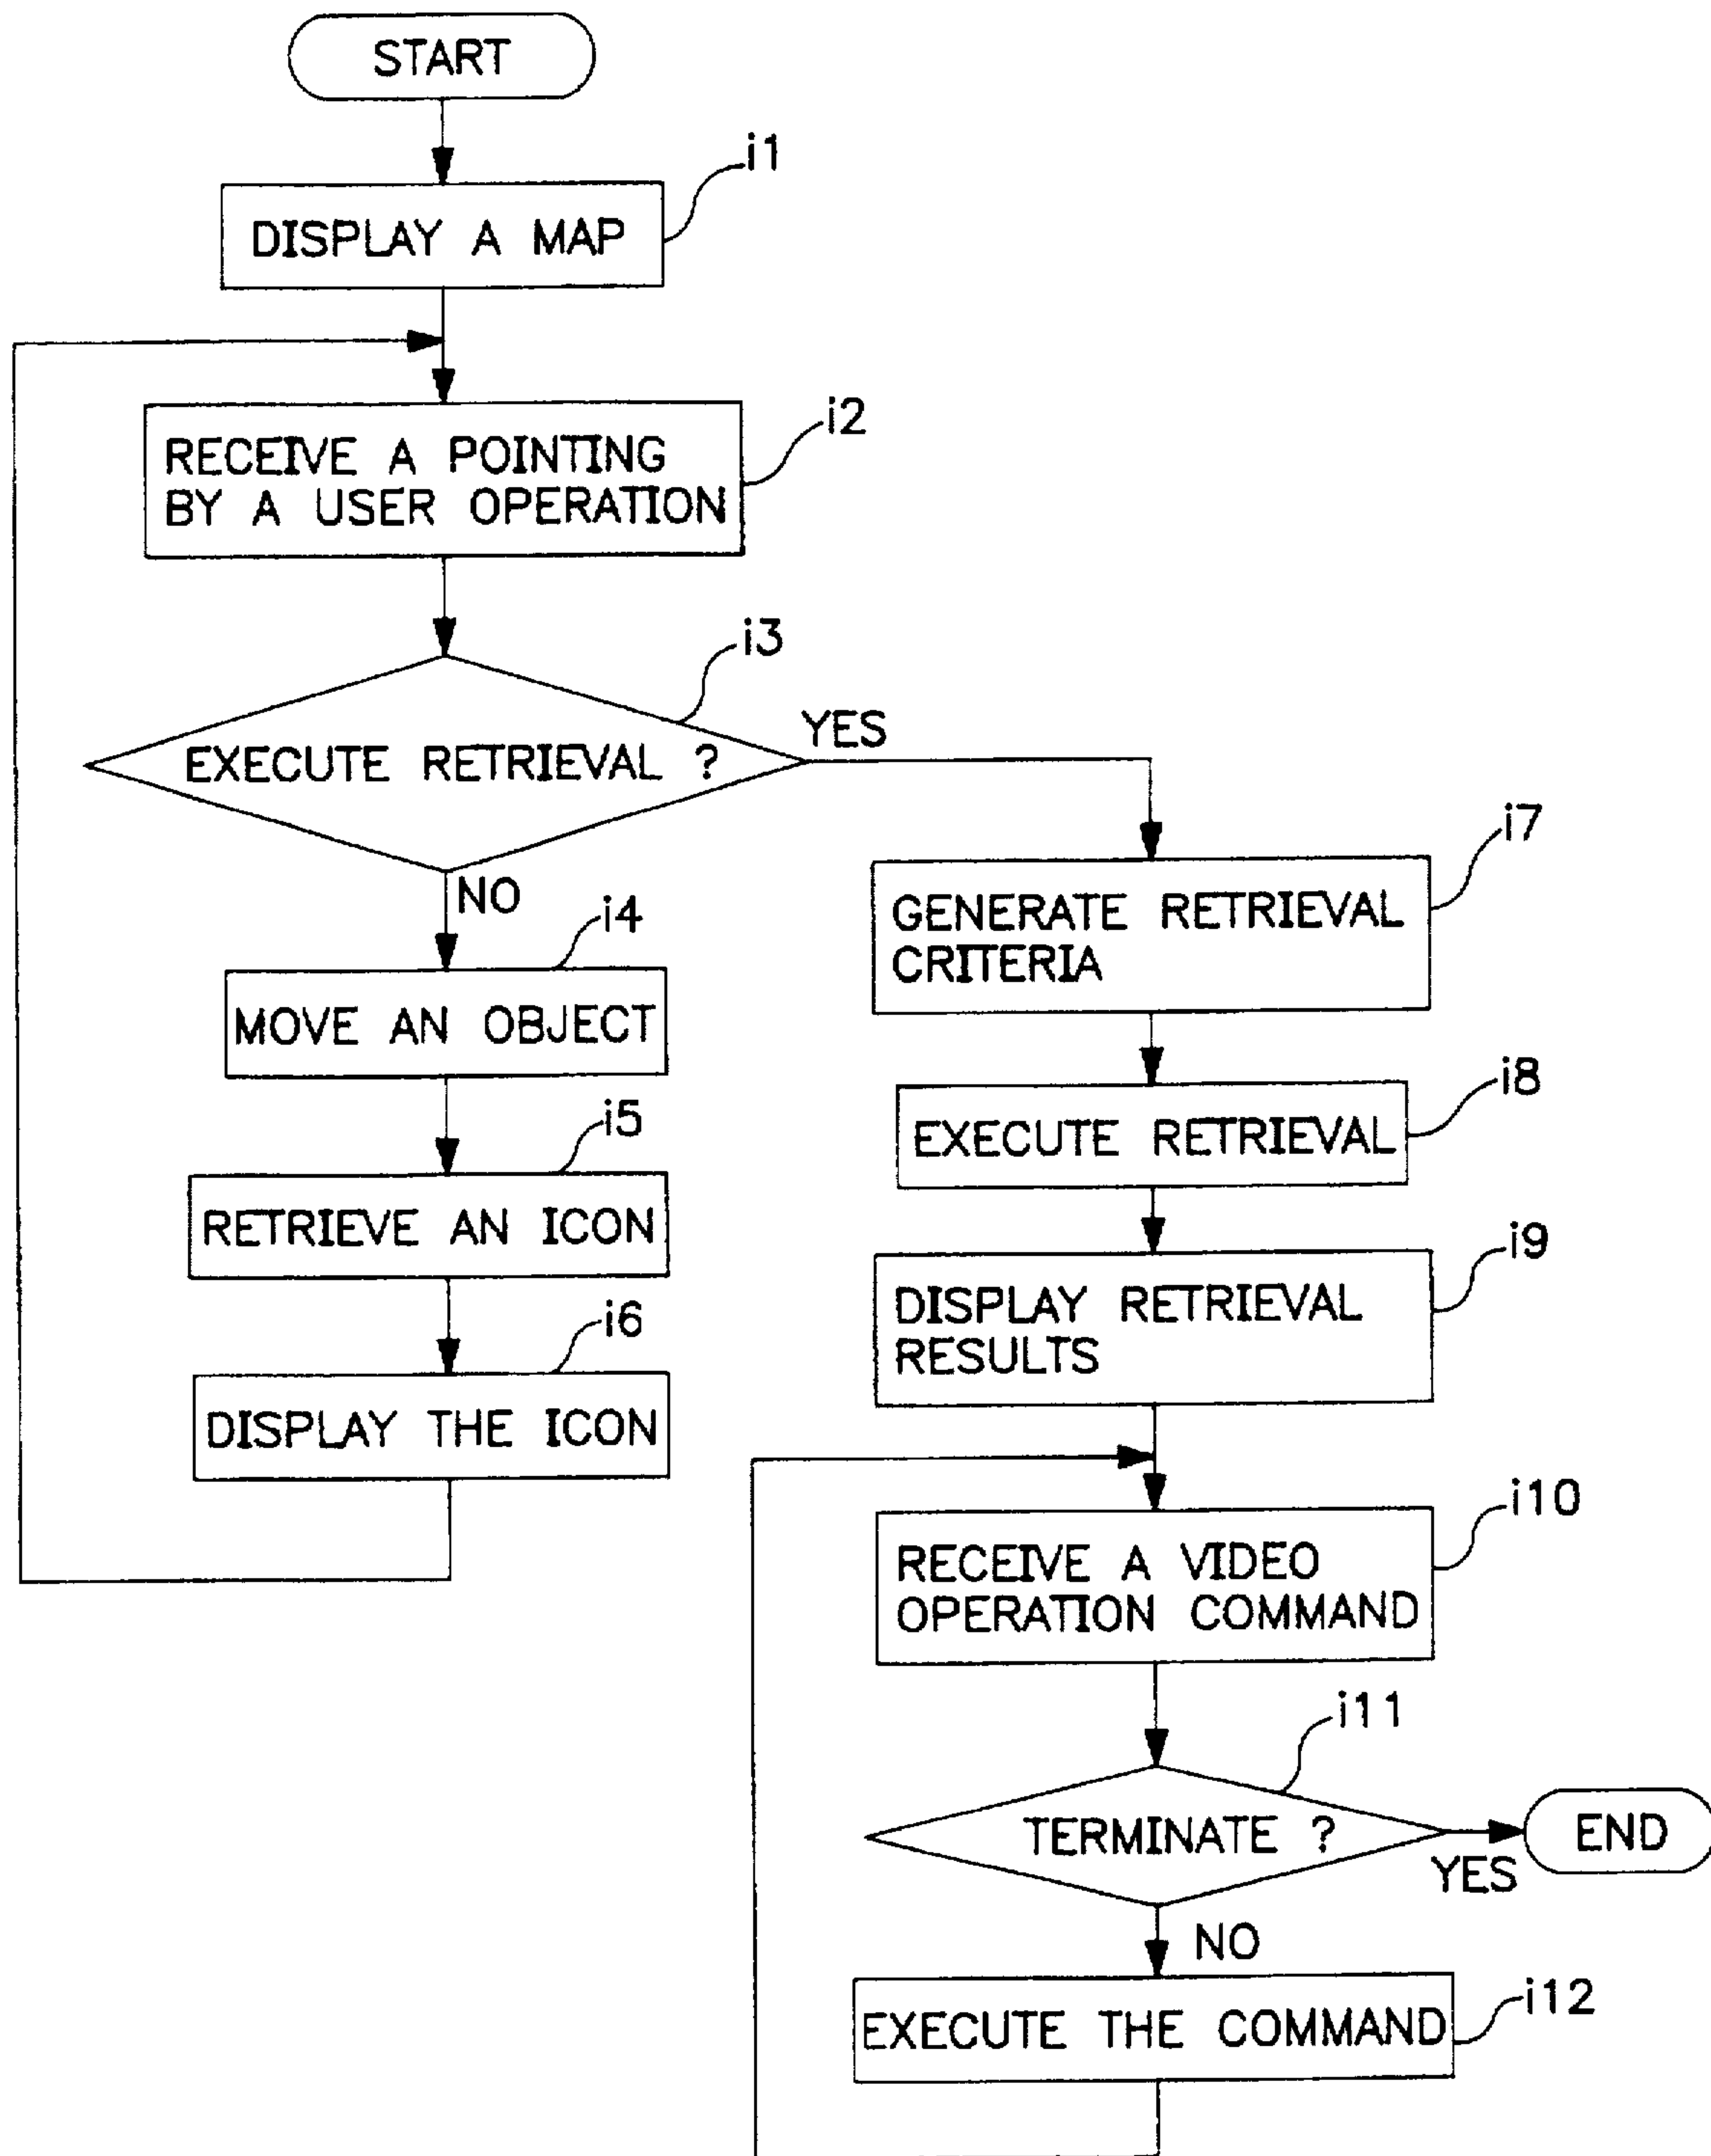 START
i1
DISPLAY A MAP
i2
RECEIVE A POINTING
BY A USER OPERATION
i3
EXECUTE RETRIEVAL ?
YES
NO
i4
MOVE AN OBJECT
i5
RETRIEVE AN ICON
i6
DISPLAY THE ICON
i7
GENERATE RETRIEVAL
CRITERIA
i8
EXECUTE RETRIEVAL
i9
DISPLAY RETRIEVAL
RESULTS
i10
RECEIVE A VIDEO
OPERATION COMMAND
i11
TERMINATE ?
YES
END
NO
i12
EXECUTE THE COMMAND